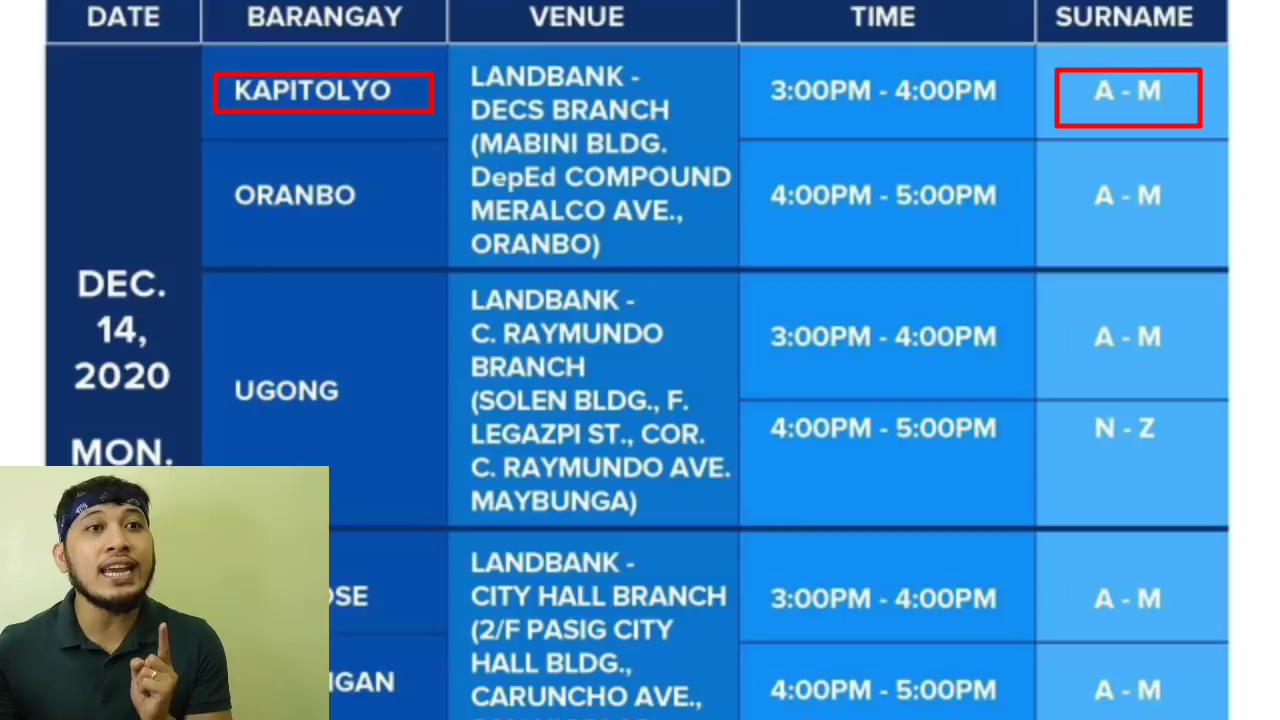 DATE BARANGAY VENUE TIME SURNAME
DEC.
14,
2020
MON.
KAPITOLYO
LANDBANK -
DECS BRANCH
(MABINI BLDG.
DepEd COMPOUND
MERALCO AVE.,
ORANBO)
3:00PM - 4:00PM
A - M
ORANBO
4:00PM - 5:00PM
A - M
UGONG
LANDBANK -
C. RAYMUNDO
BRANCH
(SOLEN BLDG., F.
LEGAZPI ST., COR.
C. RAYMUNDO AVE.
MAYBUNGA)
3:00PM - 4:00PM
A - M
4:00PM - 5:00PM
N - Z
LANDBANK -
CITY HALL BRANCH
(2/F PASIG CITY
HALL BLDG.,
CARUNCHO AVE.,
3:00PM - 4:00PM
A - M
4:00PM - 5:00PM
A - M